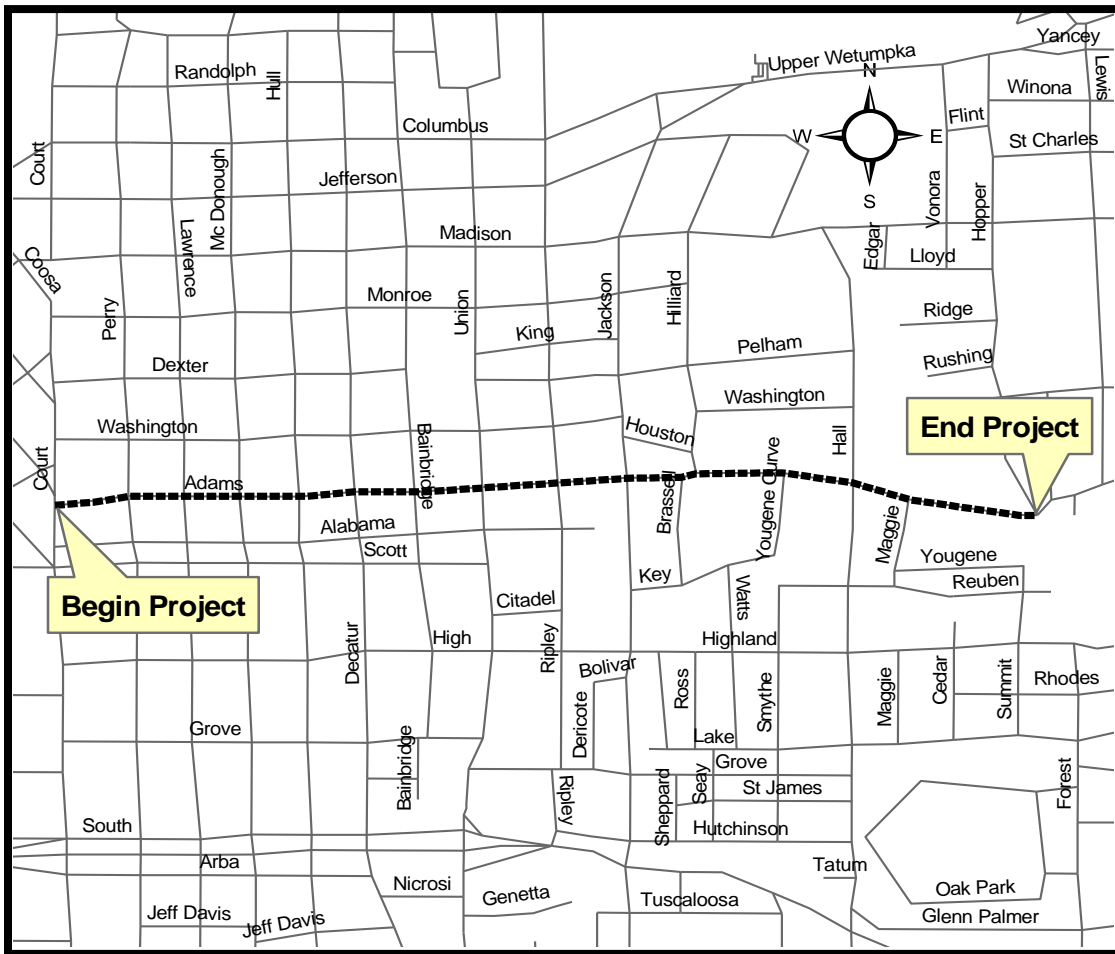 Yancey
Upper Wetumpka
Lewis
Randolph
Hull
N
Winona
Flint
Columbus
W
E
St Charles
Court
Jefferson
S
Mc Donough
Vonora
Hopper
Madison
Edgar
Lawrence
Lloyd
Coosa
Monroe
Union
Jackson
Hilliard
Perry
Ridge
King
Pelham
Rushing
Dexter
Washington
Washington
Houston
Hall
End Project
Court
Bainbridge
Adams
Brassell
Yougene Curve
Alabama
Maggie
Scott
Yougene
Key
Reuben
Watts
Begin Project
Citadel
High
Ripley
Highland
Decatur
Bolivar
Ross
Smythe
Maggie
Cedar
Summit
Rhodes
Grove
Dericote
Lake
Grove
Bainbridge
Ripley
Sheppard
Seay
St James
Forest
South
Hutchinson
Arba
Tatum
Nicrosi
Genetta
Tuscaloosa
Oak Park
Jeff Davis
Jeff Davis
Glenn Palmer